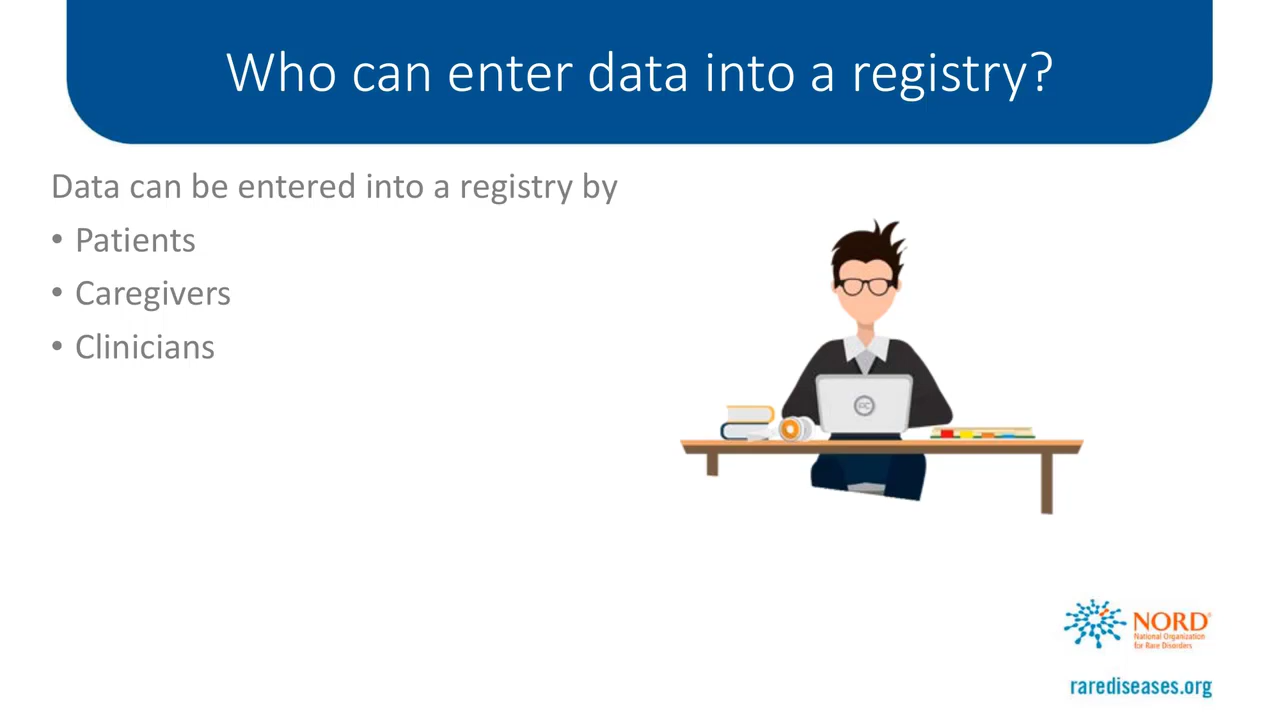 Who can enter data into a registry?
Data can be entered into a registry by
• Patients
• Caregivers
• Clinicians
PC
NORD®
National Organization
for Rare Disorders
rarediseases.org